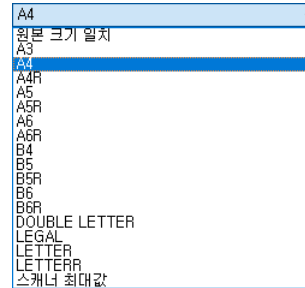 A4
원본 크기 일치
A3
A4
A4R
A5
A5R
A6
A6R
B4
B5
B5R
B6
B6R
DOUBLE LETTER
LEGAL
LETTER
LETTERR
스캐너 최대값